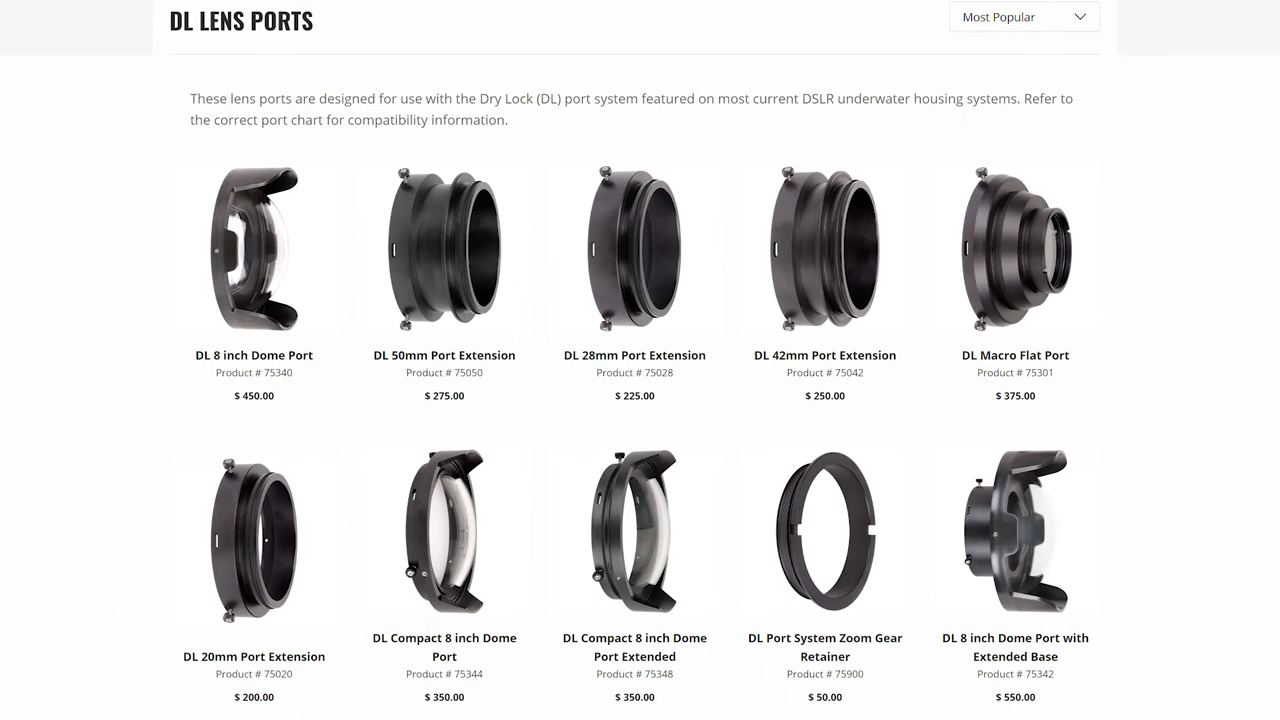 DL LENS PORTS
Most Popular
These lens ports are designed for use with the Dry Lock (DL) port system featured on most current DSLR underwater housing systems. Refer to
the correct port chart for compatibility information.
DL 8 inch Dome Port
Product # 75340
$ 450.00
DL 50mm Port Extension
Product # 75050
$ 275.00
DL 28mm Port Extension
Product # 75028
$ 225.00
DL 42mm Port Extension
Product # 75042
$ 250.00
DL Macro Flat Port
Product # 75301
$ 375.00
DL 20mm Port Extension
Product # 75020
$ 200.00
DL Compact 8 inch Dome
Port
Product # 75344
$ 350.00
DL Compact 8 inch Dome
Port Extended
Product # 75348
$ 350.00
DL Port System Zoom Gear
Retainer
Product # 75900
$ 50.00
DL 8 inch Dome Port with
Extended Base
Product # 75342
$ 550.00